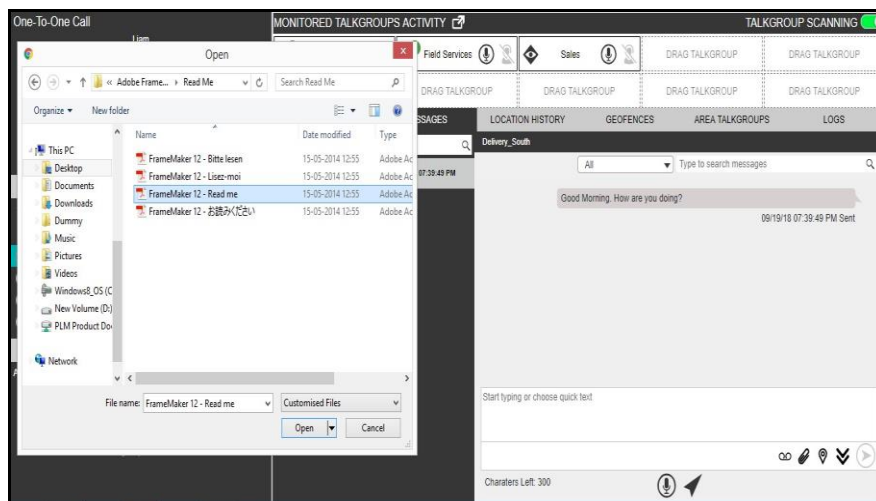 One-To-One Call
MONITORED TALKGROUPS ACTIVITY
TALKGROUP SCANNING
Liam
Open
x
Field Services
Sales
DRAG TALKGROUP
DRAG TALKGROUP
« Adobe Frame... ▸ Read Me
Search Read Me
DRAG TALKGROUP
DRAG TALKGROUP
DRAG TALKGROUP
DRAG TALKGROUP
Organize
New folder
SSAGES
LOCATION HISTORY
GEOFENCES
AREA TALKGROUPS
LOGS
Name
Date modified
Type
Delivery_South
This PC
Desktop
Documents
Downloads
Dummy
Music
Pictures
Videos
Windows8_OS (C
New Volume (D:)
PLM Product Do
Network
FrameMaker 12 - Bitte lesen 15-05-2014 12:55 Adobe Ac
FrameMaker 12 - Lisez-moi 15-05-2014 12:55 Adobe Ac
FrameMaker 12 - Read me 15-05-2014 12:55 Adobe Ac
FrameMaker 12 - お読みください 15-05-2014 12:55 Adobe Ac
07:39:49 PM
All
Type to search messages
Good Morning. How are you doing?
09/19/18 07:39:49 PM Sent
File name: FrameMaker 12 - Read me
Customised Files
Open
Cancel
Start typing or choose quick text
Charaters Left: 300